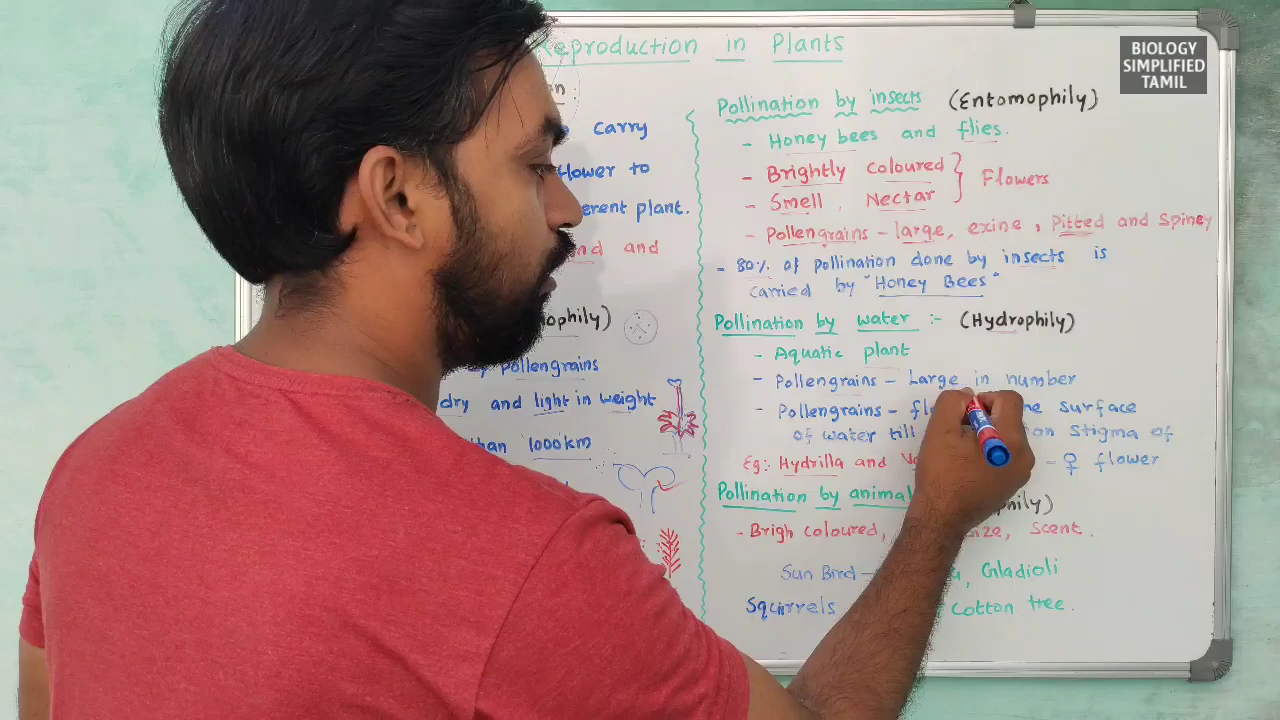 Reproduction in Plants
BIOLOGY
SIMPLIFIED
TAMIL
carry
flower to
plant.
and
pollengrains
dry and light in weight
than 1000km
Pollination by insects (Entomophily)
- Honey bees and flies.
- Brightly coloured
- Smell, Nectar } Flowers
- Pollengrains - large, exine, Pitted and Spiney
- 80% of pollination done by insects is
carried by "Honey Bees"
Pollination by water :- (Hydrophily)
- Aquatic plant
- Pollengrains - Large in number
- Pollengrains - surface
of water till on Stigma of
Eg:- Hydrilla and - ♀ flower
Pollination by animal
- Brigh coloured, size, Scent.
Sun Bird - , Gladioli
Squirrels cotton tree.